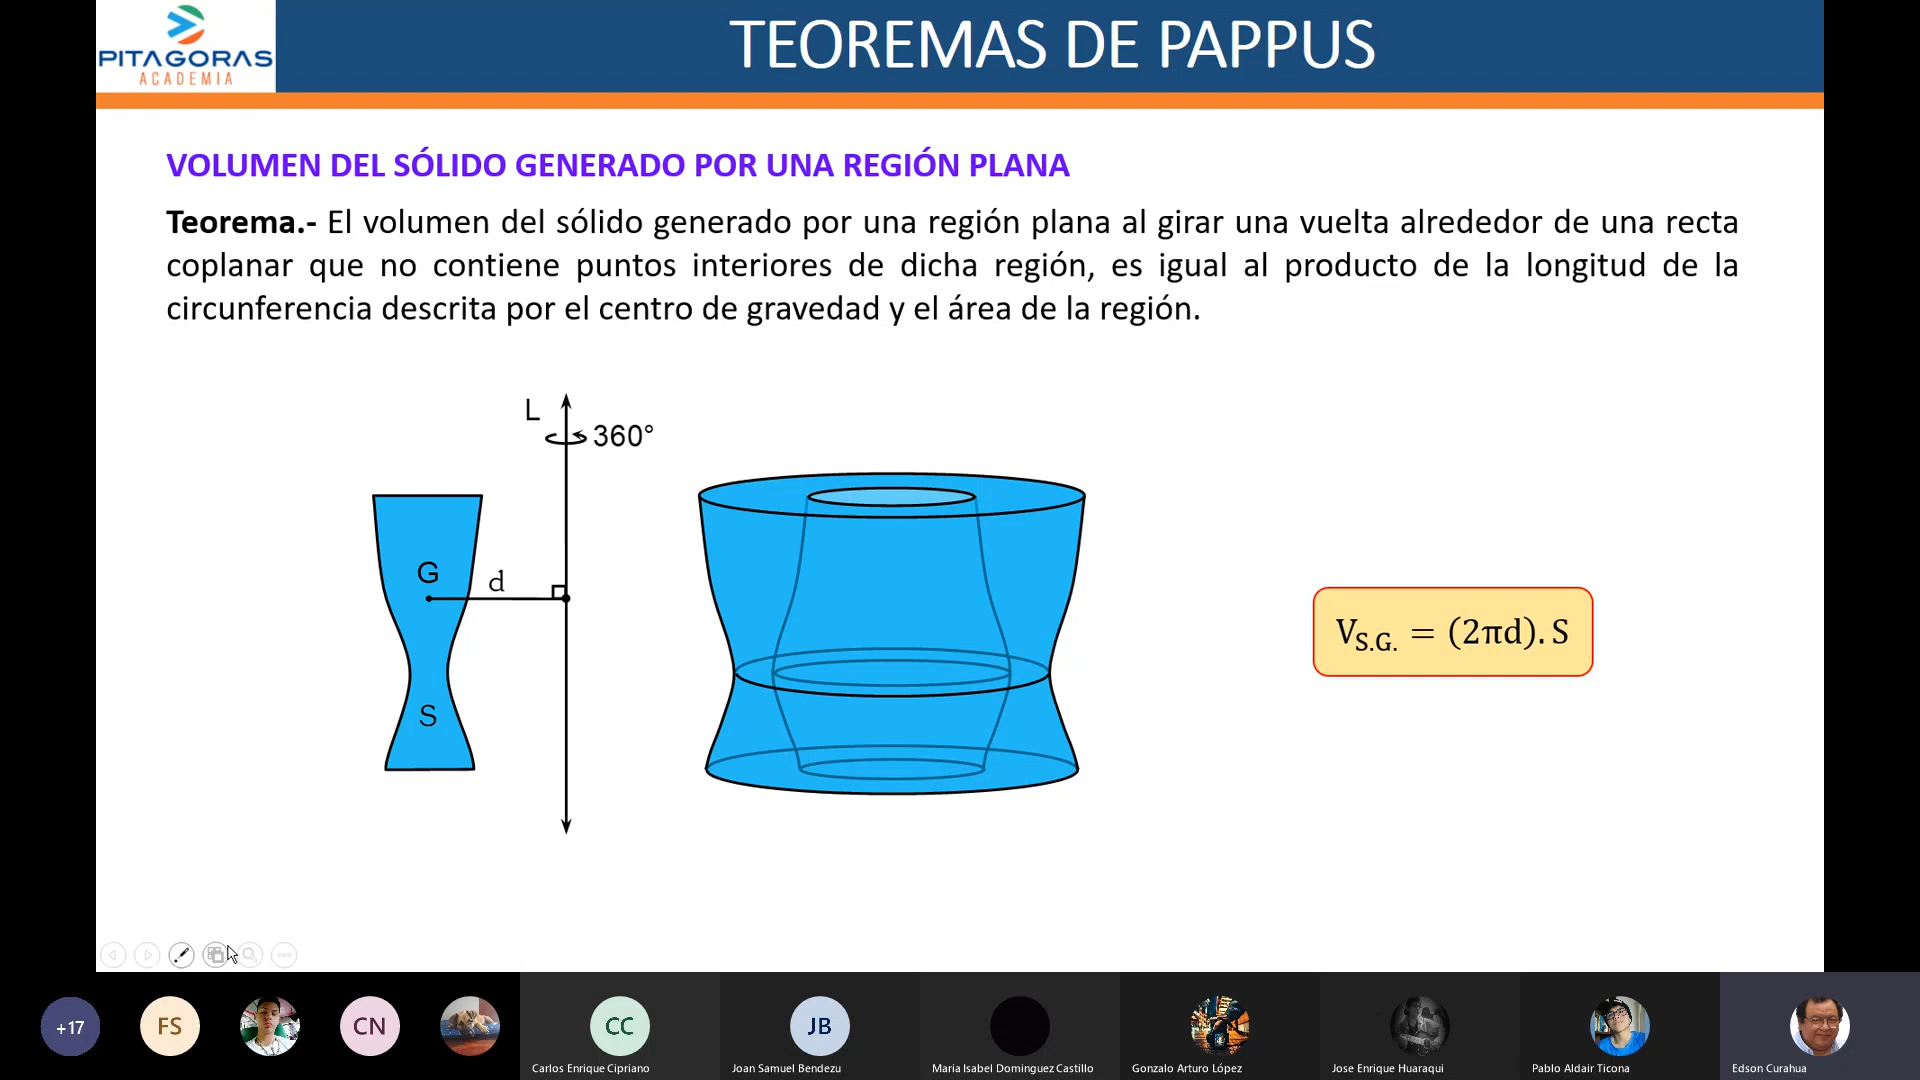 PITAGORAS
ACADEMIA
TEOREMAS DE PAPPUS
VOLUMEN DEL SÓLIDO GENERADO POR UNA REGIÓN PLANA
Teorema.- El volumen del sólido generado por una región plana al girar una vuelta alrededor de una recta
coplanar que no contiene puntos interiores de dicha región, es igual al producto de la longitud de la
circunferencia descrita por el centro de gravedad y el área de la región.
L
360°
G
d
S
V_{S.G.} = (2πd). S
+17
FS
CN
CC
JB
Carlos Enrique Cipriano
Joan Samuel Bendezu
Maria Isabel Dominguez Castillo
Gonzalo Arturo López
Jose Enrique Huaraqui
Pablo Aldair Ticona
Edson Curahua